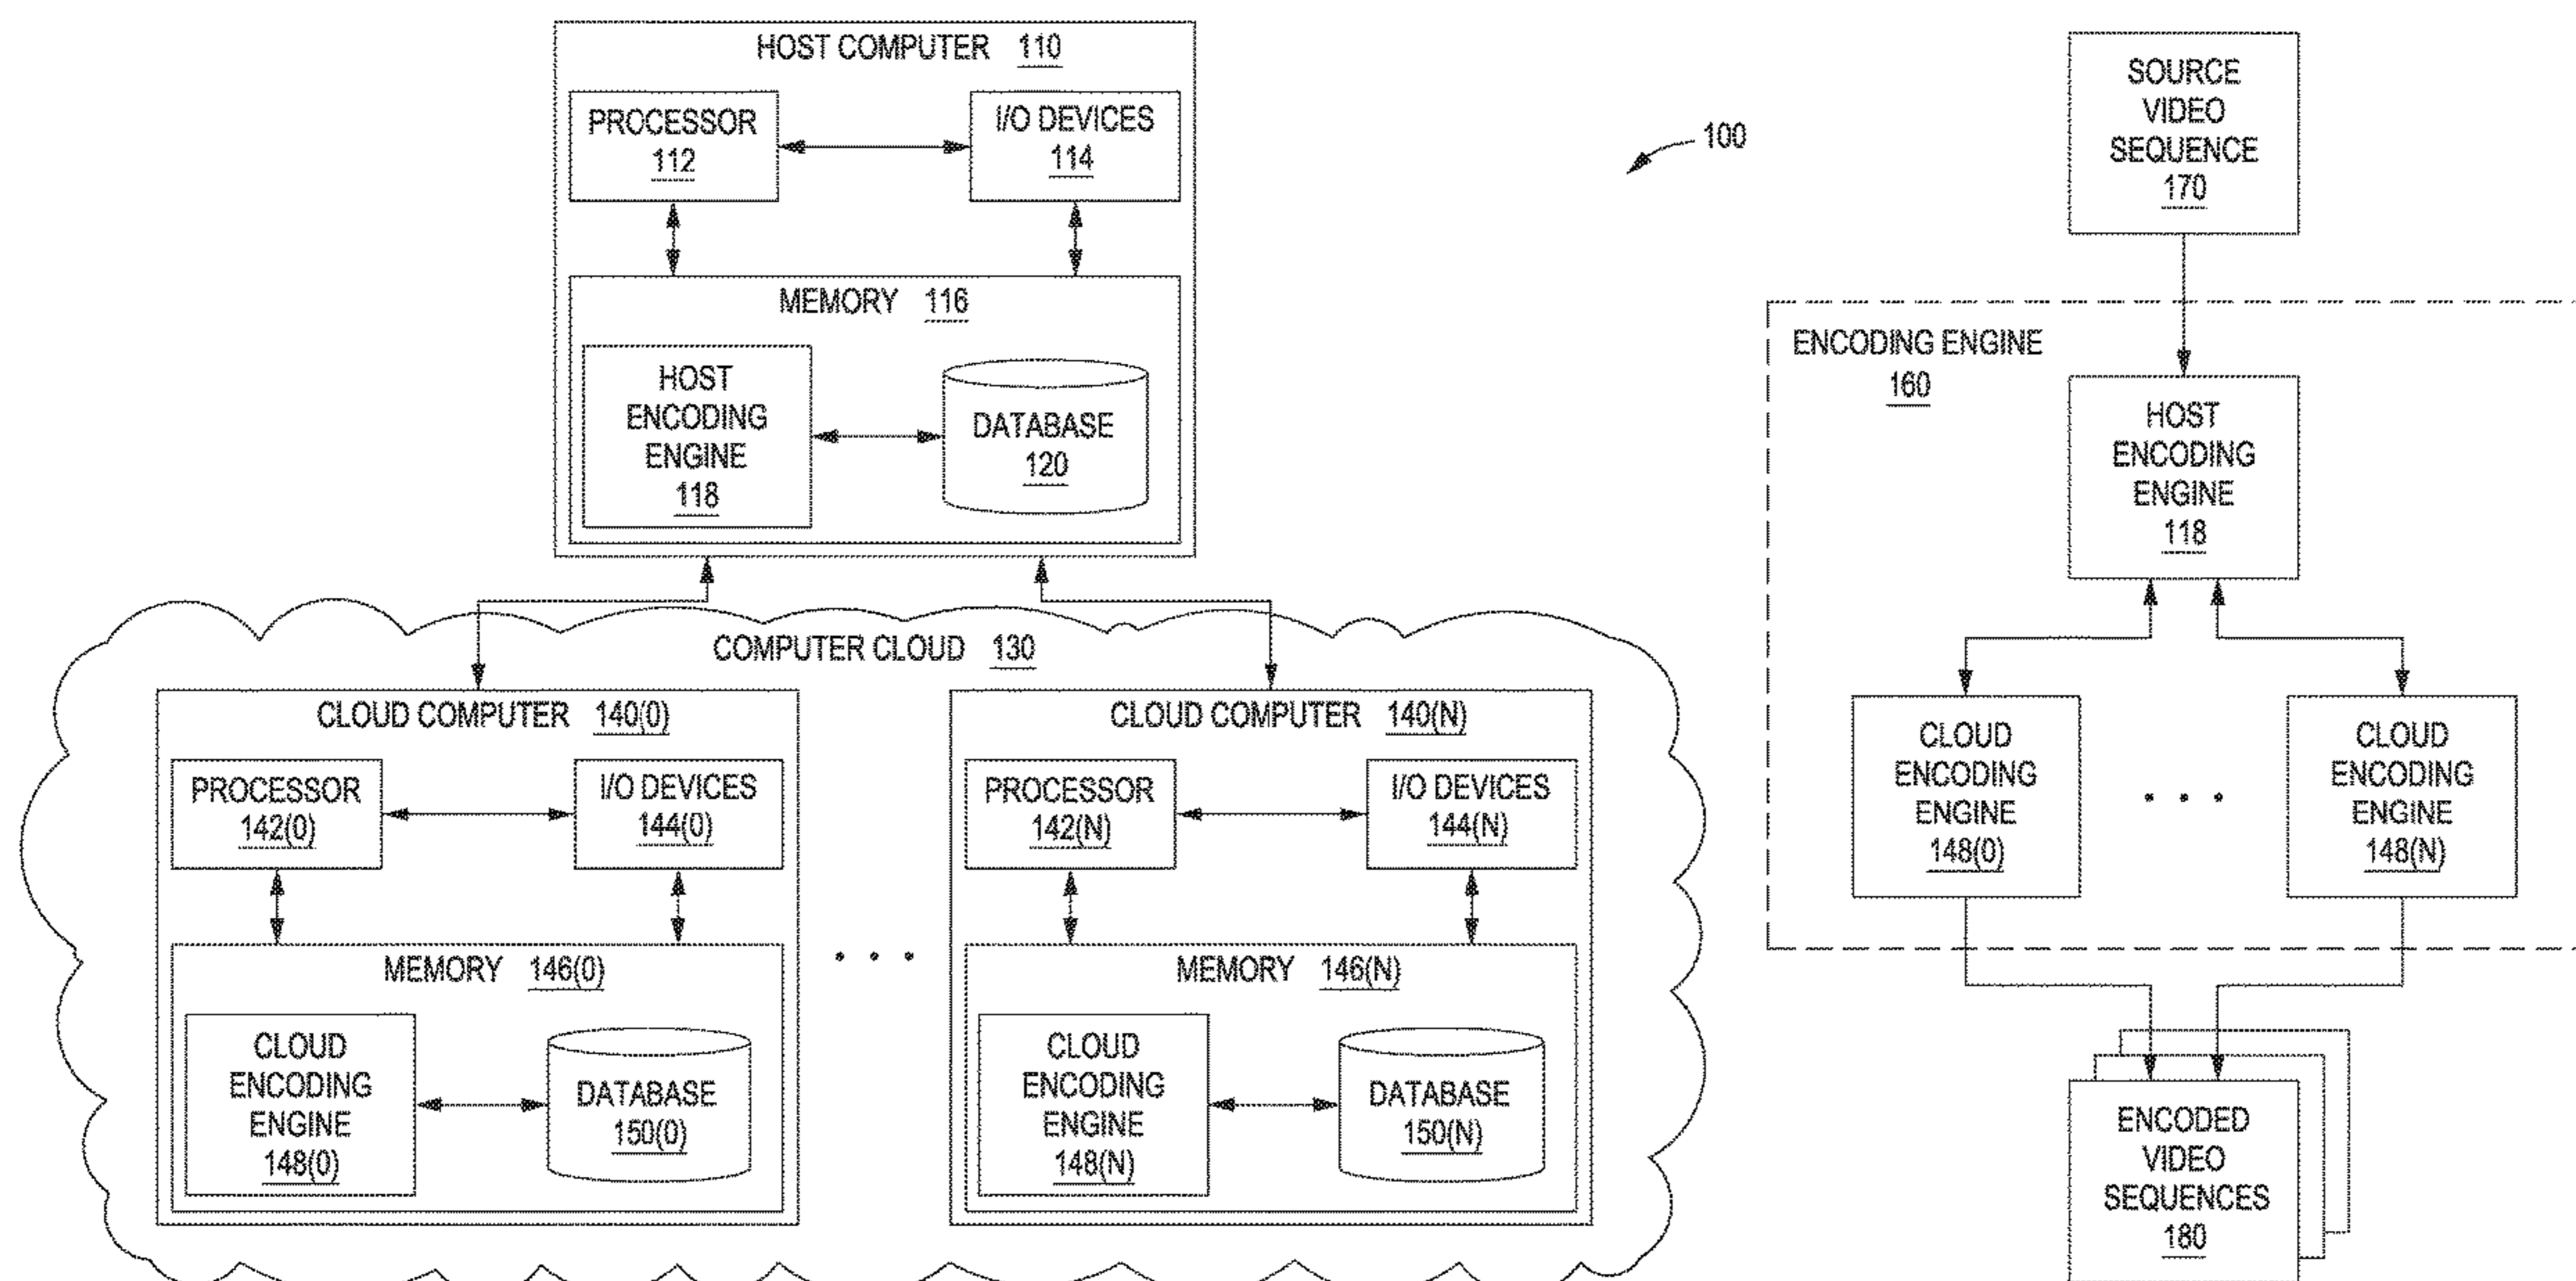 HOST COMPUTER 110
PROCESSOR
112
I/O DEVICES
114
MEMORY 116
HOST
ENCODING
ENGINE
118
DATABASE
120
COMPUTER CLOUD 130
CLOUD COMPUTER 140(0)
PROCESSOR
142(0)
I/O DEVICES
144(0)
MEMORY 146(0)
CLOUD
ENCODING
ENGINE
148(0)
DATABASE
150(0)
. . .
CLOUD COMPUTER 140(N)
PROCESSOR
142(N)
I/O DEVICES
144(N)
MEMORY 146(N)
CLOUD
ENCODING
ENGINE
148(N)
DATABASE
150(N)
100
SOURCE
VIDEO
SEQUENCE
170
ENCODING ENGINE
160
HOST
ENCODING
ENGINE
118
CLOUD
ENCODING
ENGINE
148(0)
. . .
CLOUD
ENCODING
ENGINE
148(N)
ENCODED
VIDEO
SEQUENCES
180